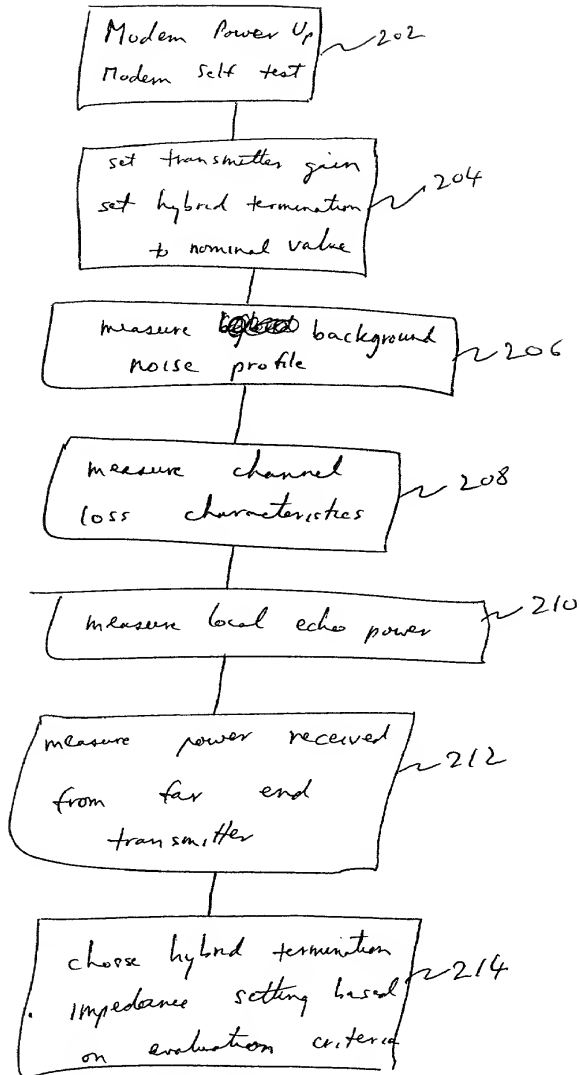 Modem Power Up
202
Modem Self test
set transmitter gain
204
set hybrid termination
to nominal value
measure background
206
noise profile
measure channel
208
loss characteristics
210
measure local echo power
measure power received
212
from far end
transmitter
choose hybrid termination
214
impedance setting based
on evaluation criteria